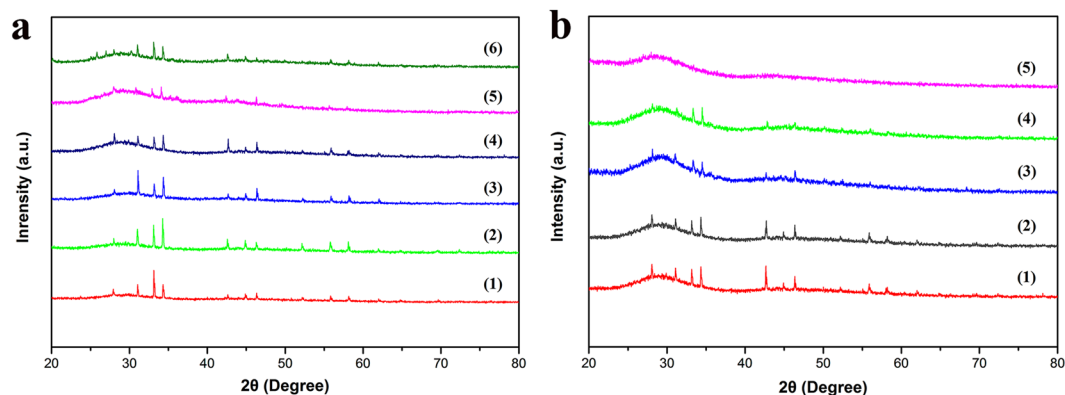 a
(6)
(5)
(4)
(3)
(2)
(1)
Inrensity (a.u.)
20 30 40 50 60 70 80
2θ (Degree)
b
(5)
(4)
(3)
(2)
(1)
Intensity (a.u.)
20 30 40 50 60 70 80
2θ (Degree)